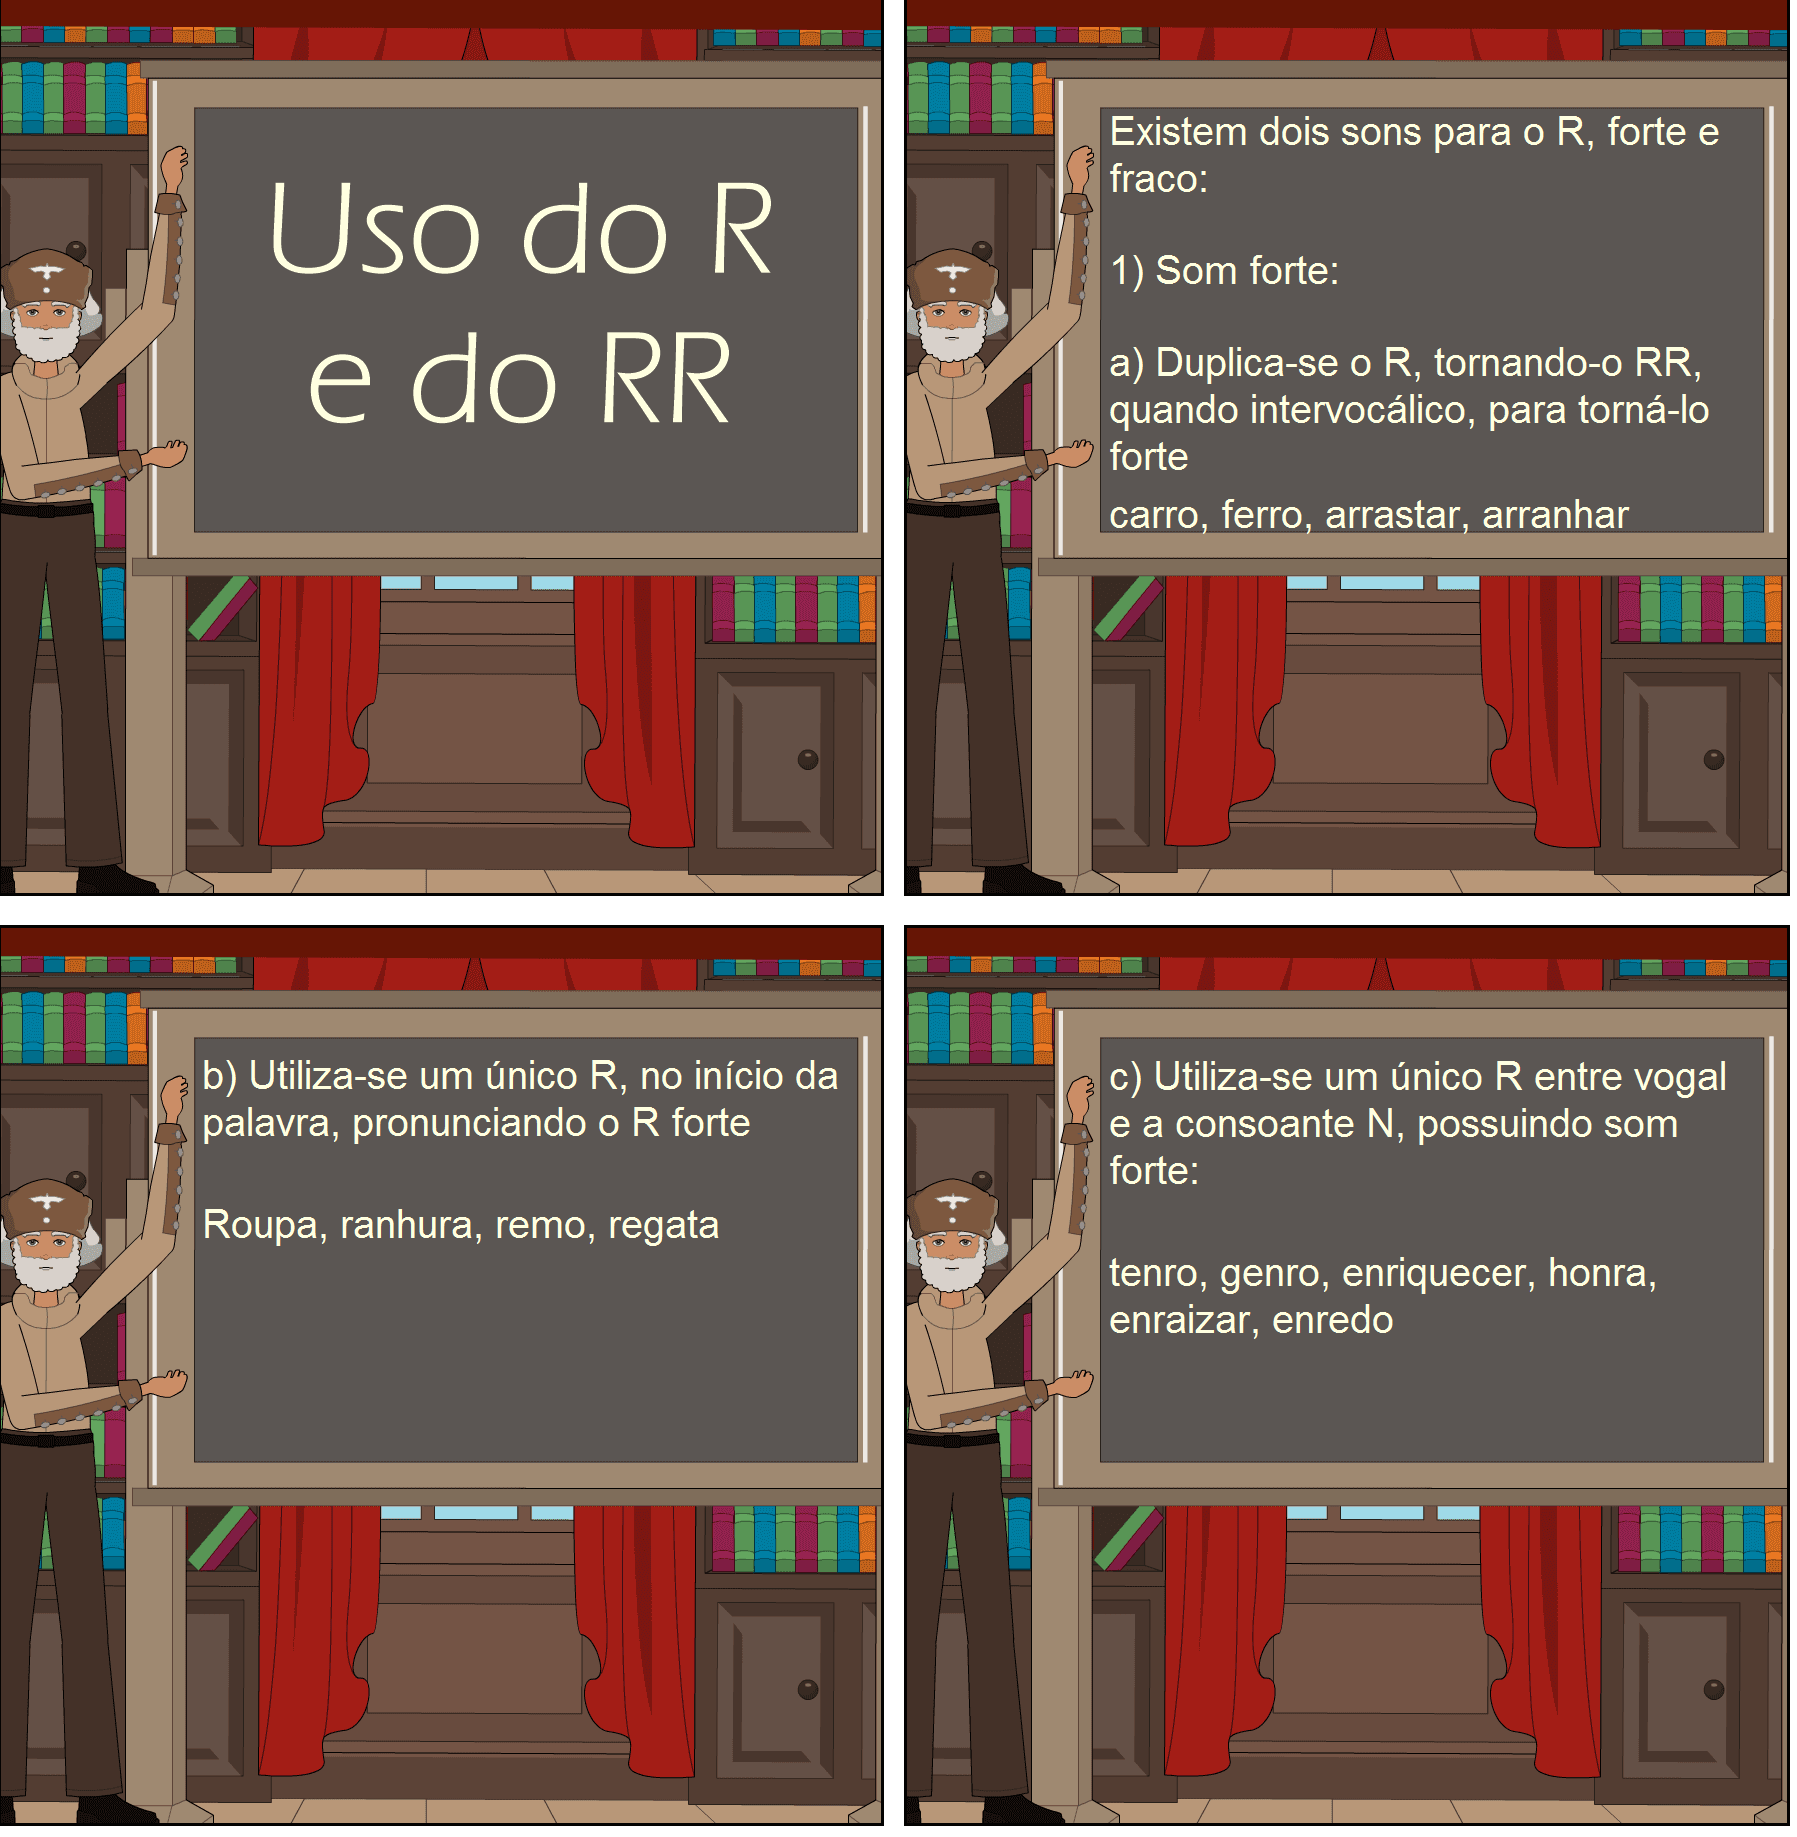 Uso do R
e do RR
Existem dois sons para o R, forte e
fraco:
1) Som forte:
a) Duplica-se o R, tornando-o RR,
quando intervocálico, para torná-lo
forte
carro, ferro, arrastar, arranhar
b) Utiliza-se um único R, no início da
palavra, pronunciando o R forte
Roupa, ranhura, remo, regata
c) Utiliza-se um único R entre vogal
e a consoante N, possuindo som
forte:
tenro, genro, enriquecer, honra,
enraizar, enredo